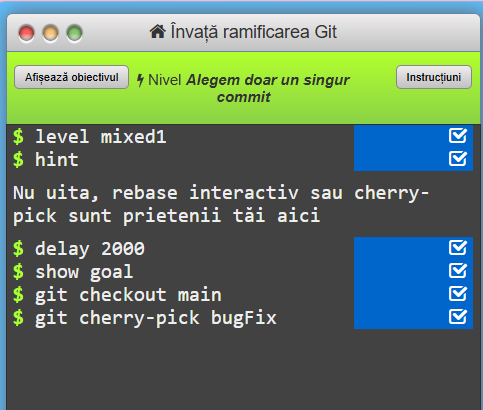 Învață ramificarea Git
Afișează obiectivul
Nivel Alegem doar un singur
commit
Instrucțiuni
$ level mixed1
$ hint
Nu uita, rebase interactiv sau cherry-
pick sunt prietenii tăi aici
$ delay 2000
$ show goal
$ git checkout main
$ git cherry-pick bugFix